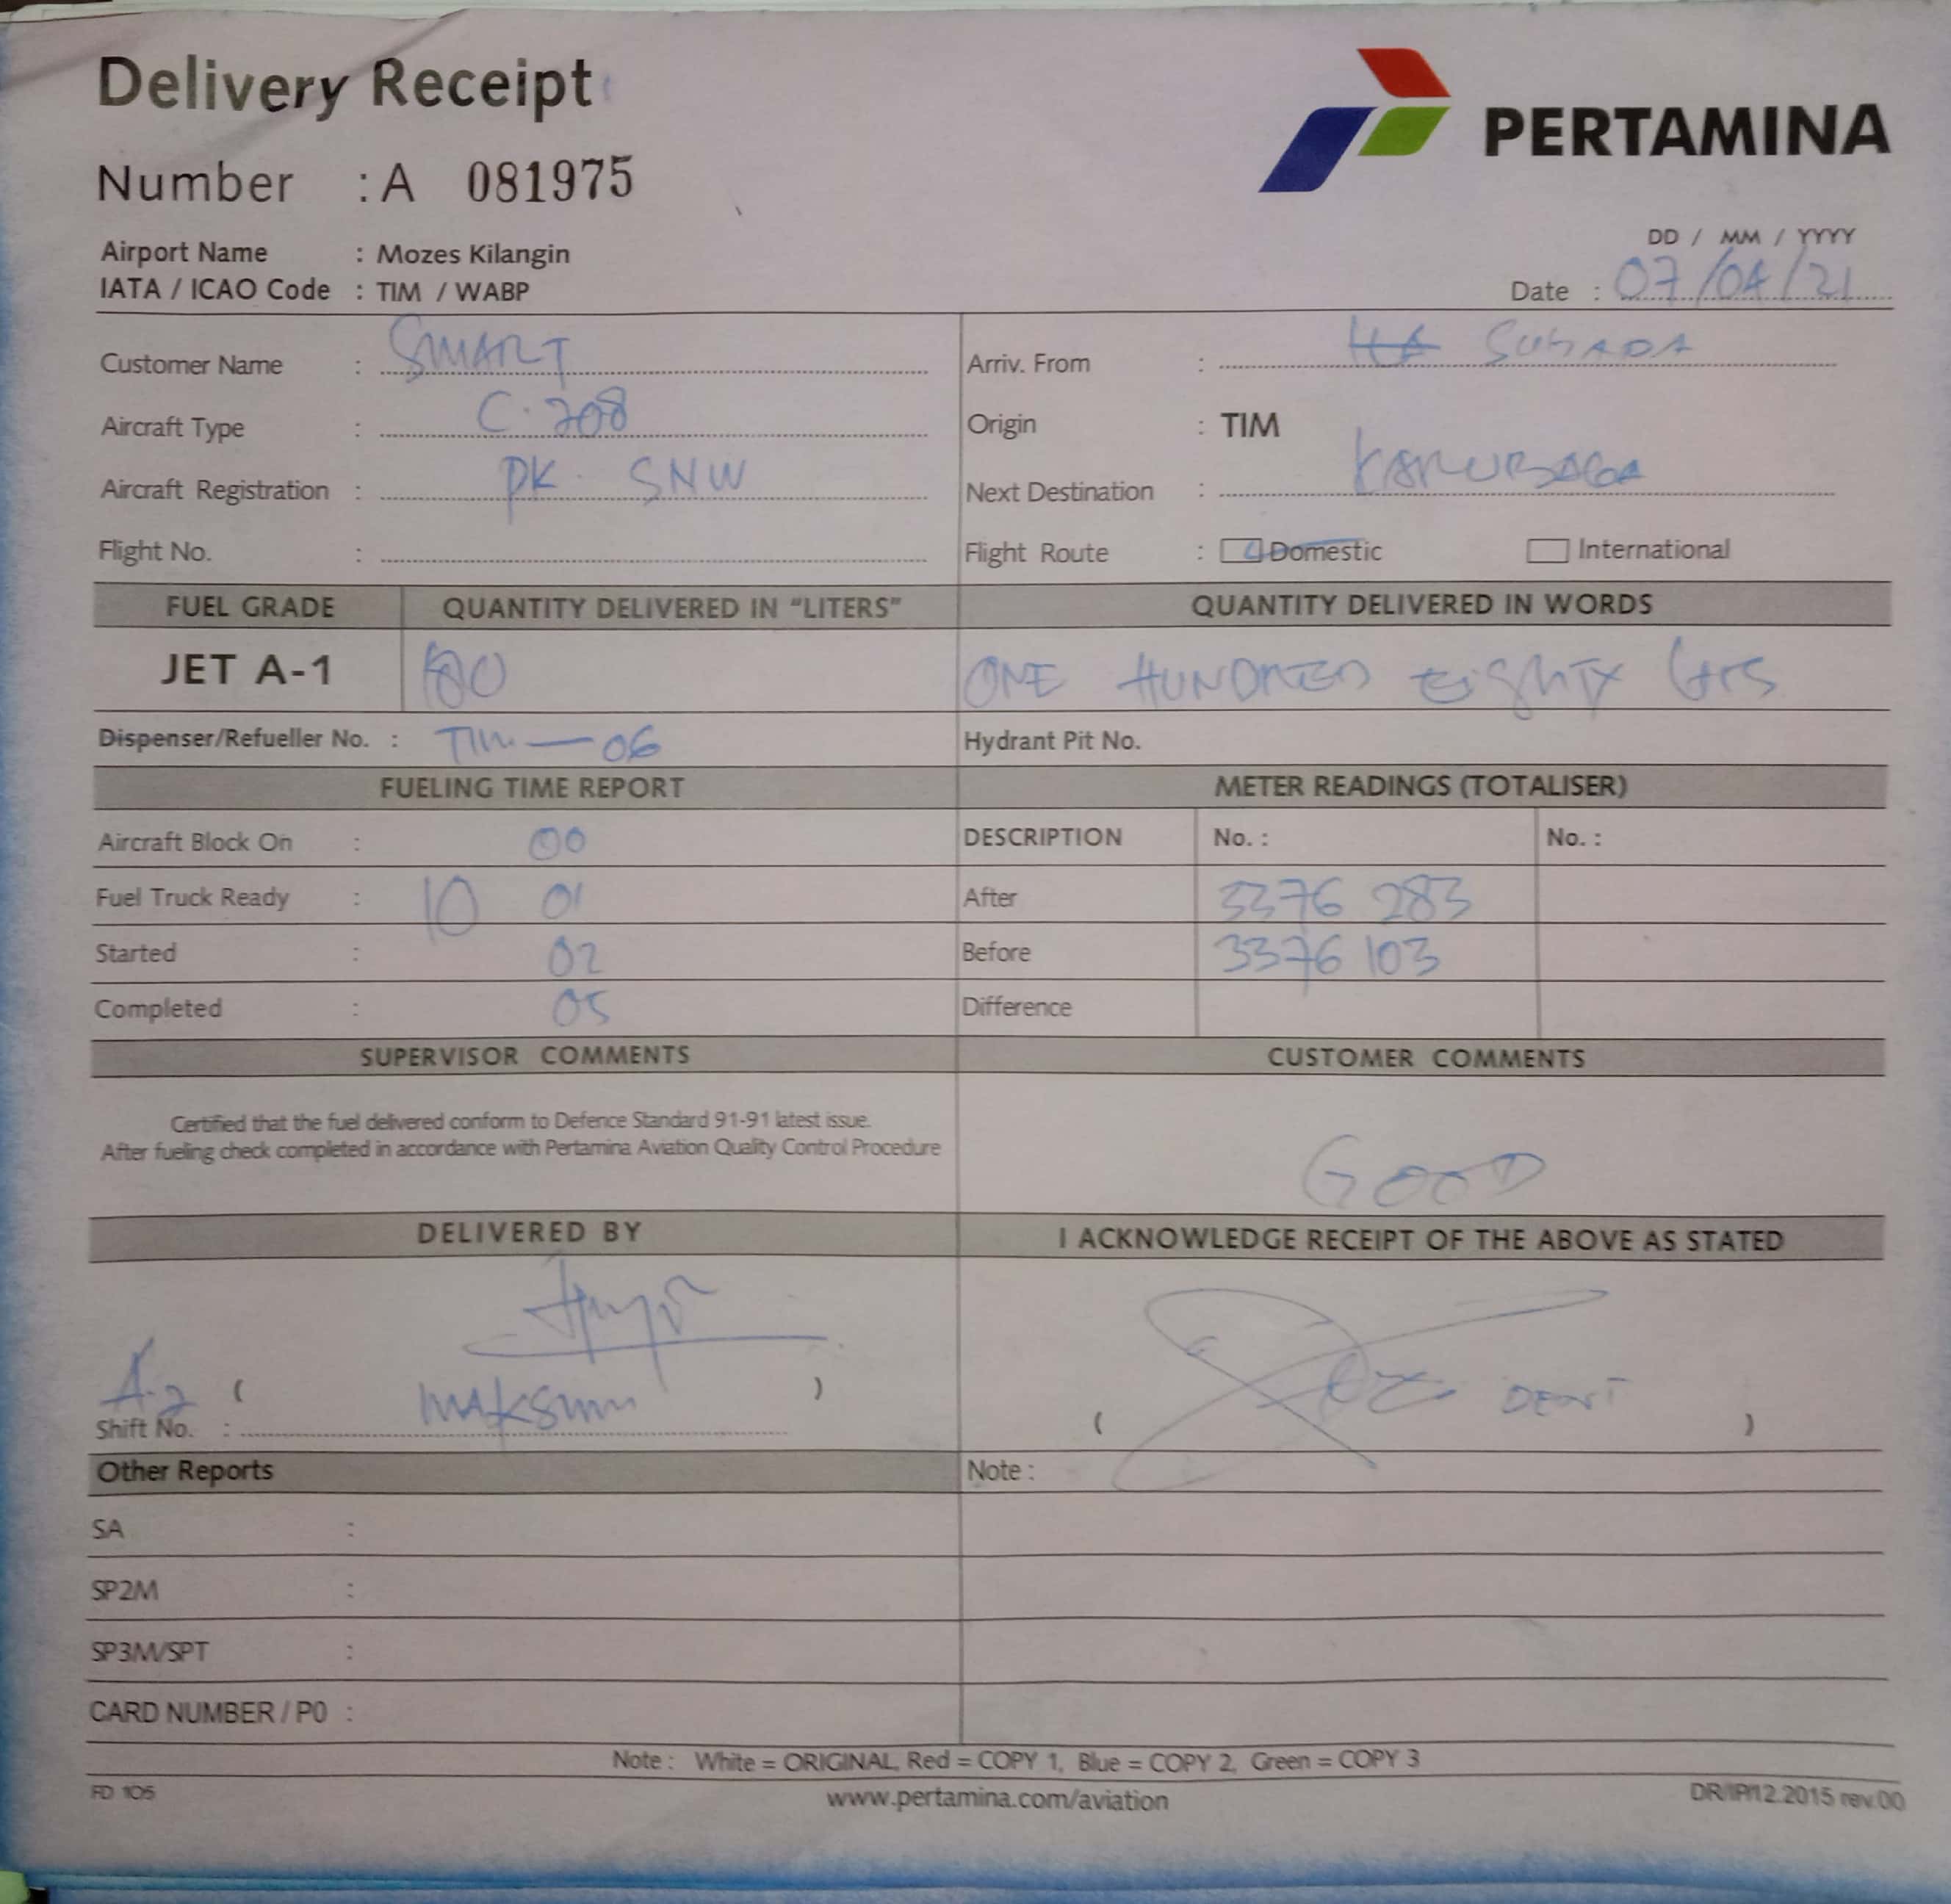 Delivery Receipt
PERTAMINA
Number : A 081975
Airport Name : Mozes Kilangin
IATA / ICAO Code : TIM / WABP
DD / MM / YYYY
Date : 07/04/21
Customer Name : SMART
Arriv. From : SUGAPA
Aircraft Type : C.208
Origin : TIM
Aircraft Registration : PK. SNW
Next Destination : KARUBAGA
Flight No. :
Flight Route : Domestic International
FUEL GRADE QUANTITY DELIVERED IN "LITERS" QUANTITY DELIVERED IN WORDS
JET A-1 180 ONE HUNDRED EIGHTY LTRS
Dispenser/Refueller No. : TIM - 06 Hydrant Pit No.
FUELING TIME REPORT METER READINGS (TOTALISER)
Aircraft Block On : 00 DESCRIPTION No. : No. :
Fuel Truck Ready : 10 01 After 3376 283
Started : 02 Before 3376 103
Completed : 05 Difference
SUPERVISOR COMMENTS CUSTOMER COMMENTS
Certified that the fuel delivered conform to Defence Standard 91-91 latest issue.
After fueling check completed in accordance with Pertamina Aviation Quality Control Procedure
GOOD
DELIVERED BY I ACKNOWLEDGE RECEIPT OF THE ABOVE AS STATED
A-2 ( MAKSUM ) ( )
Shift No. :
Other Reports Note :
SA :
SP2M :
SP3M/SPT :
CARD NUMBER / P0 :
Note : White = ORIGINAL, Red = COPY 1, Blue = COPY 2, Green = COPY 3
FD 105 www.pertamina.com/aviation DR/IP/12.2015 rev.00